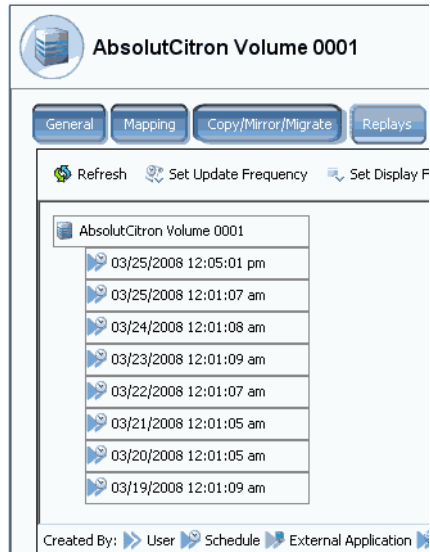 AbsolutCitron Volume 0001
General Mapping Copy/Mirror/Migrate Replays
Refresh Set Update Frequency Set Display F
AbsolutCitron Volume 0001
03/25/2008 12:05:01 pm
03/25/2008 12:01:07 am
03/24/2008 12:01:08 am
03/23/2008 12:01:09 am
03/22/2008 12:01:07 am
03/21/2008 12:01:05 am
03/20/2008 12:01:05 am
03/19/2008 12:01:09 am
Created By: User Schedule External Application